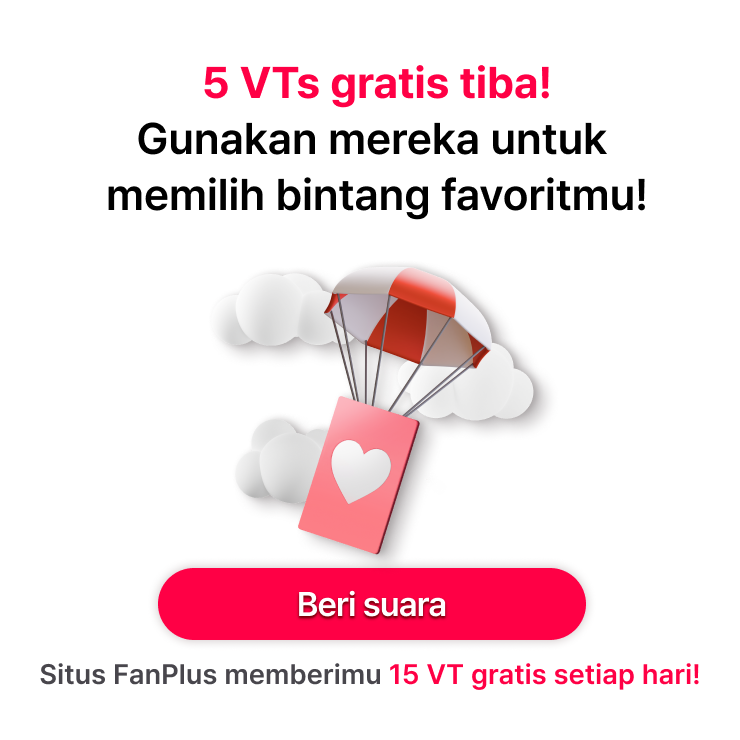 5 VTs gratis tiba!
Gunakan mereka untuk
memilih bintang favoritmu!
Beri suara
Situs FanPlus memberimu 15 VT gratis setiap hari!